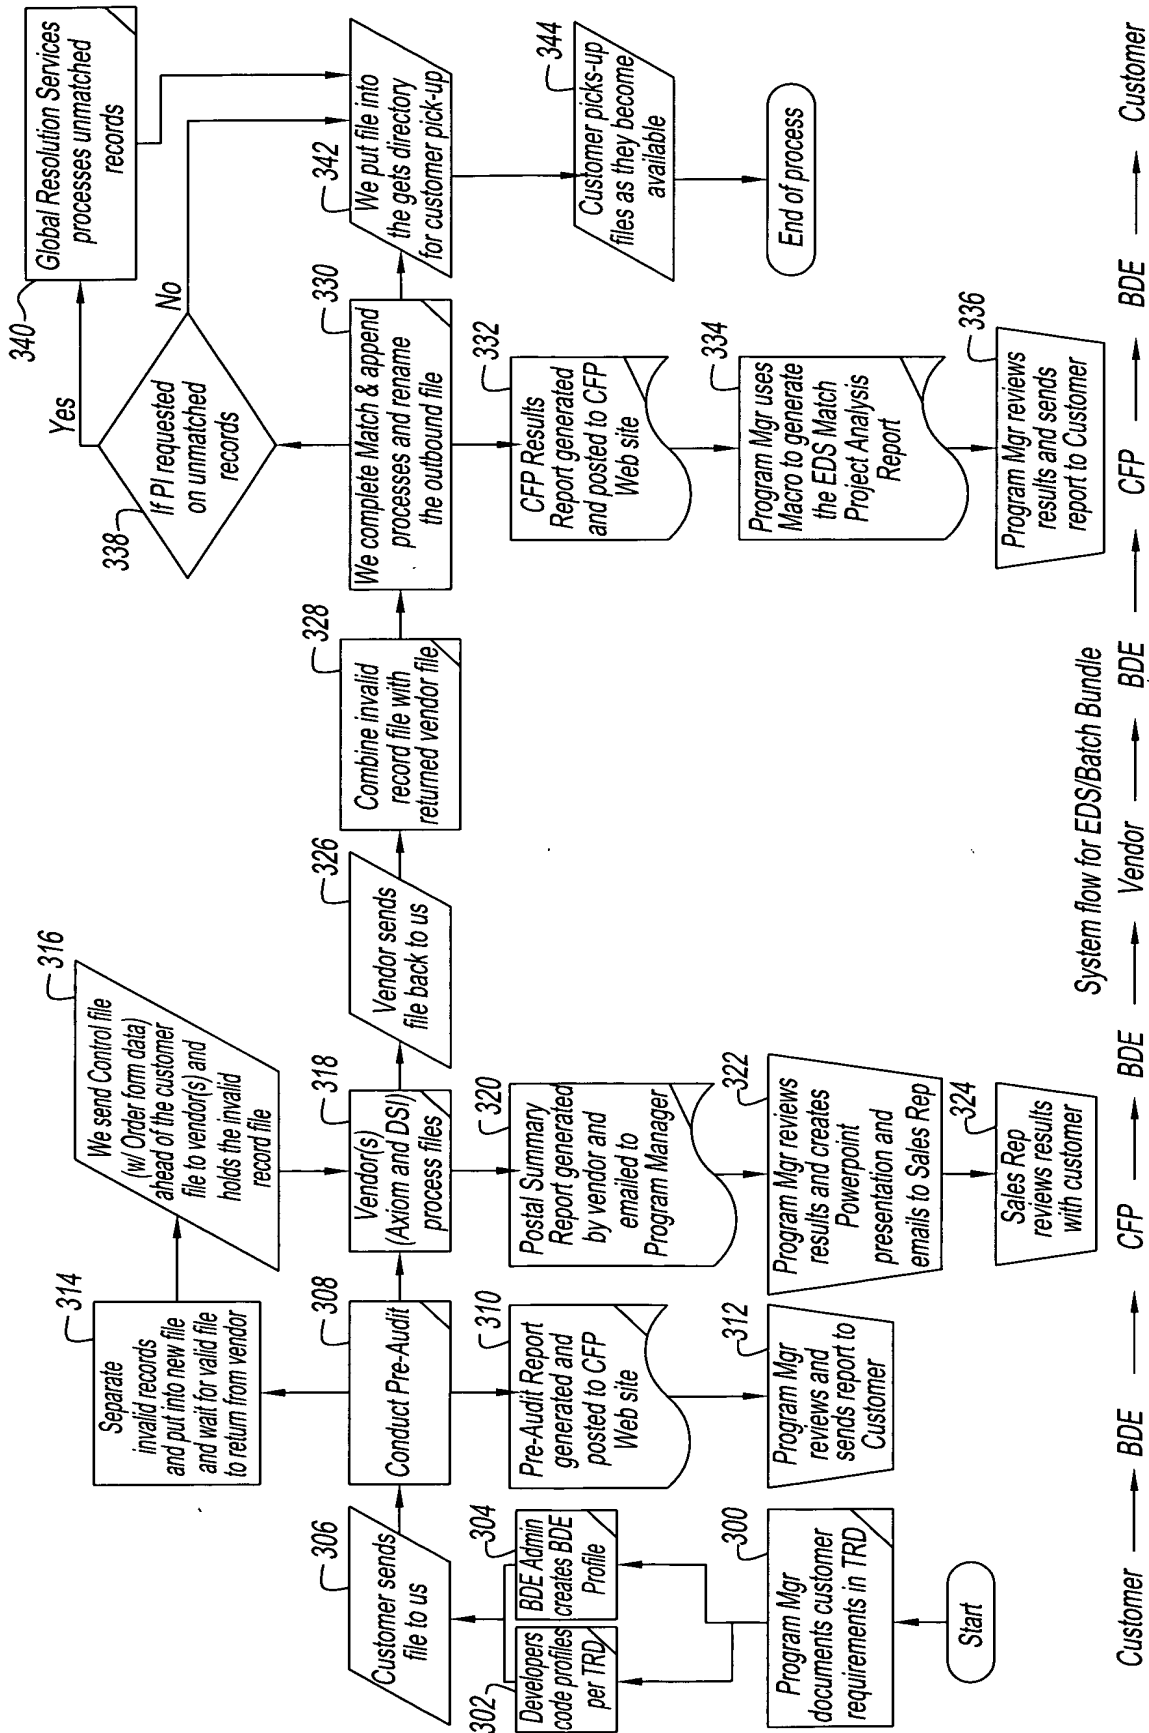 Start
300
Program Mgr
documents customer
requirements in TRD
302
Developers
code profiles
per TRD
304
BDE Admin
creates BDE
Profile
306
Customer sends
file to us
308
Conduct Pre-Audit
310
Pre-Audit Report
generated and
posted to CFP
Web site
312
Program Mgr
reviews and
sends report to
Customer
314
Separate
invalid records
and put into new file
and wait for valid file
to return from vendor
316
We send Control file
(w/ Order form data)
ahead of the customer
file to vendor(s) and
holds the invalid
record file
318
Vendor(s)
(Axiom and DSI)
process files
320
Postal Summary
Report generated
by vendor and
emailed to
Program Manager
322
Program Mgr reviews
results and creates
Powerpoint
presentation and
emails to Sales Rep
324
Sales Rep
reviews results
with customer
326
Vendor sends
file back to us
328
Combine invalid
record file with
returned vendor file
330
We complete Match & append
processes and rename
the outbound file
332
CFP Results
Report generated
and posted to CFP
Web site
334
Program Mgr uses
Macro to generate
the EDS Match
Project Analysis
Report
336
Program Mgr reviews
results and sends
report to Customer
338
If PI requested
on unmatched
records
Yes
No
340
Global Resolution Services
processes unmatched
records
342
We put file into
the gets directory
for customer pick-up
344
Customer picks-up
files as they become
available
End of process
System flow for EDS/Batch Bundle
Customer → BDE → CFP → BDE → Vendor → BDE → CFP → BDE → Customer